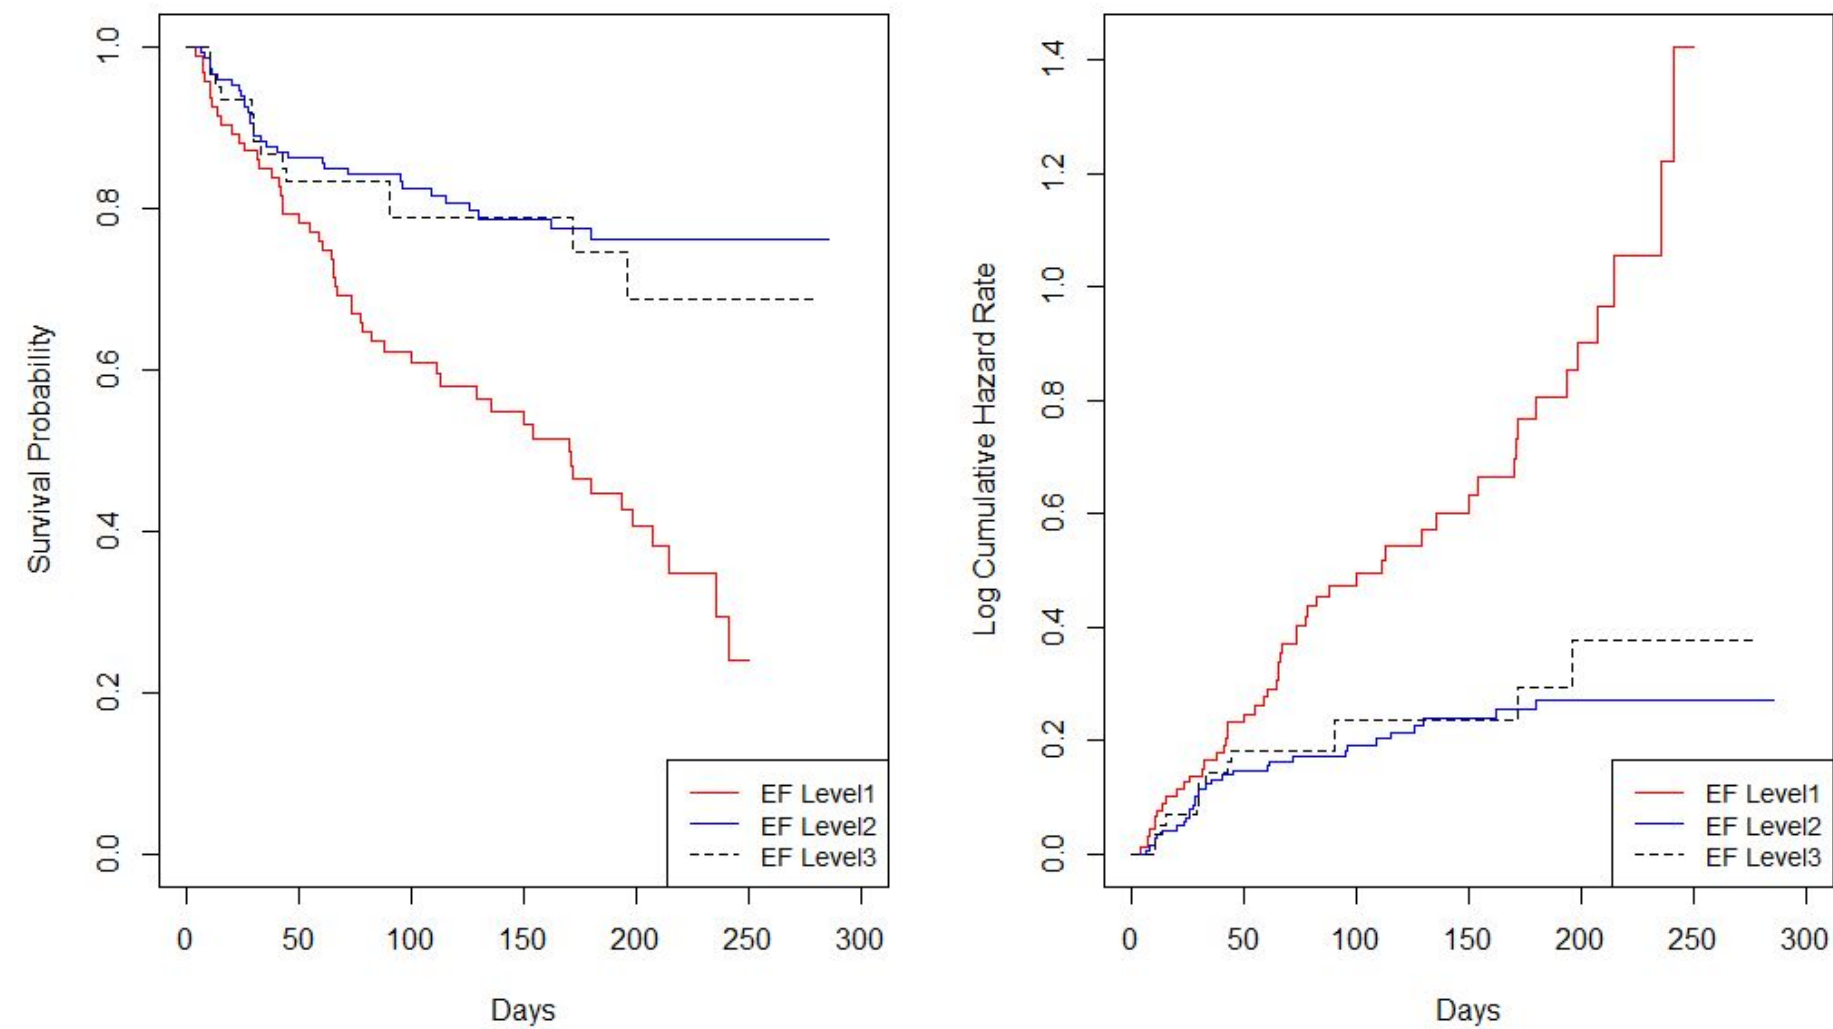 Survival Probability
1.0
0.8
0.6
0.4
0.2
0.0
EF Level1
EF Level2
EF Level3
0 50 100 150 200 250 300
Days
Log Cumulative Hazard Rate
1.4
1.2
1.0
0.8
0.6
0.4
0.2
0.0
EF Level1
EF Level2
EF Level3
0 50 100 150 200 250 300
Days